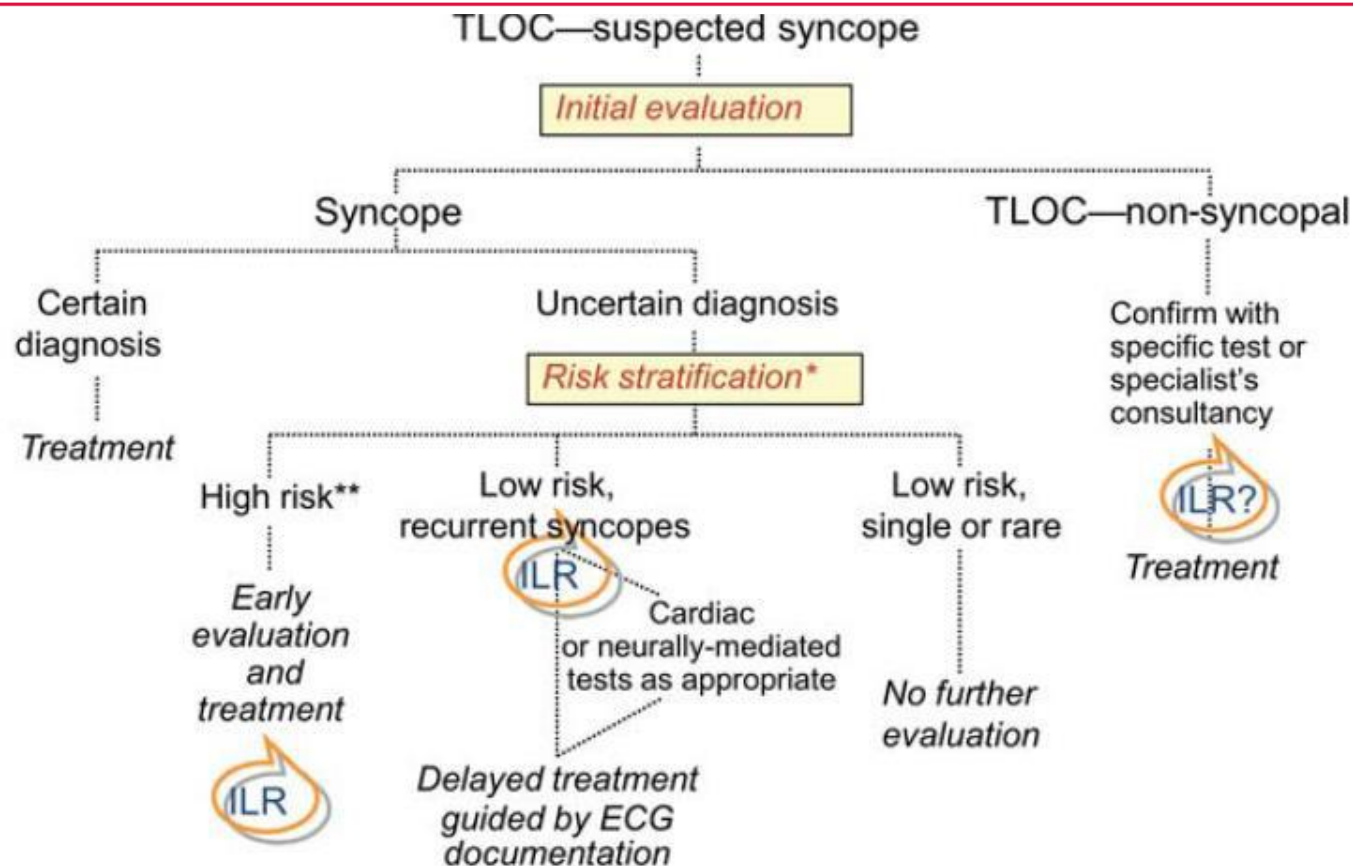 TLOC—suspected syncope
Initial evaluation
Syncope
TLOC—non-syncopal
Certain
diagnosis
Uncertain diagnosis
Confirm with
specific test or
specialist's
consultancy
Risk stratification*
Treatment
High risk**
Low risk,
recurrent syncopes
Low risk,
single or rare
ILR?
ILR
Treatment
Early
evaluation
and
treatment
Cardiac
or neurally-mediated
tests as appropriate
No further
evaluation
ILR
Delayed treatment
guided by ECG
documentation